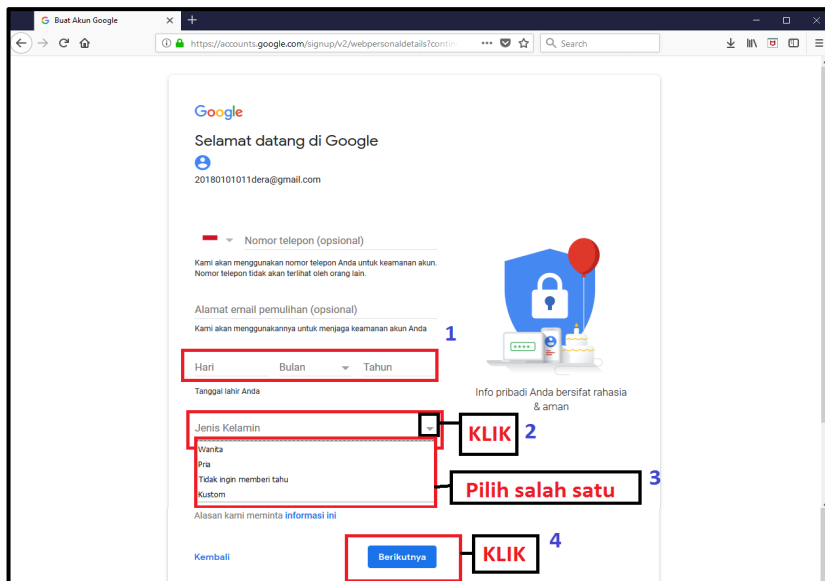 Buat Akun Google
https://accounts.google.com/signup/v2/webpersonaldetails?contin
Search
Google
Selamat datang di Google
20180101011dera@gmail.com
Nomor telepon (opsional)
Kami akan menggunakan nomor telepon Anda untuk keamanan akun.
Nomor telepon tidak akan terlihat oleh orang lain.
Alamat email pemulihan (opsional)
Kami akan menggunakannya untuk menjaga keamanan akun Anda
1
Hari Bulan Tahun
Tanggal lahir Anda
Info pribadi Anda bersifat rahasia
& aman
Jenis Kelamin
KLIK 2
Wanita
Pria
Tidak ingin memberi tahu
Kustom
Pilih salah satu 3
Alasan kami meminta informasi ini
Kembali
Berikutnya
KLIK 4